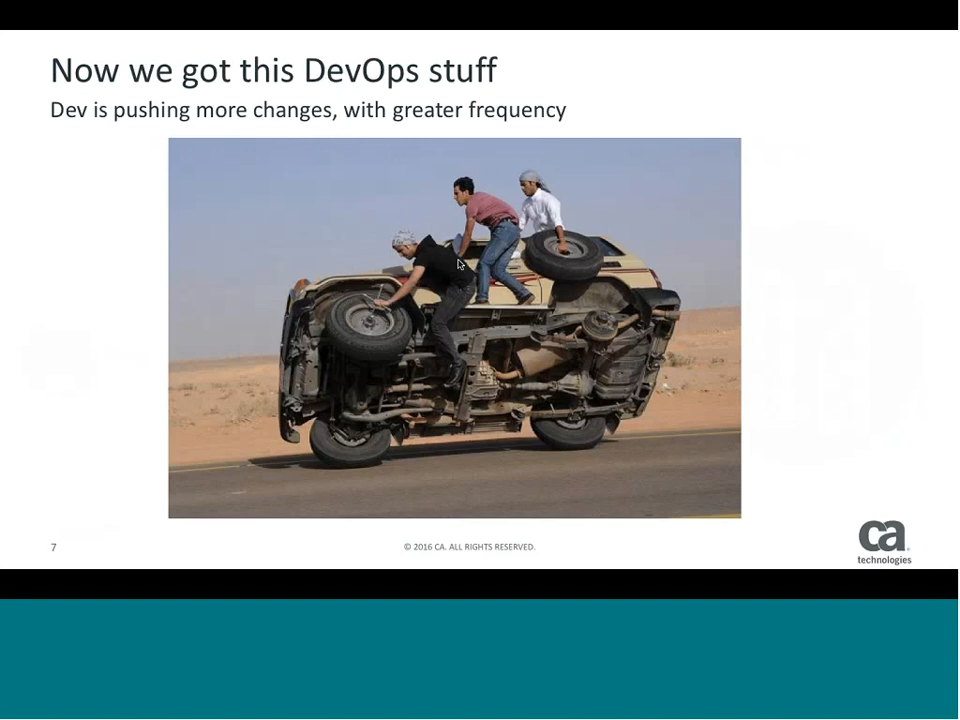 Now we got this DevOps stuff
Dev is pushing more changes, with greater frequency
7
© 2016 CA. ALL RIGHTS RESERVED.
ca
technologies